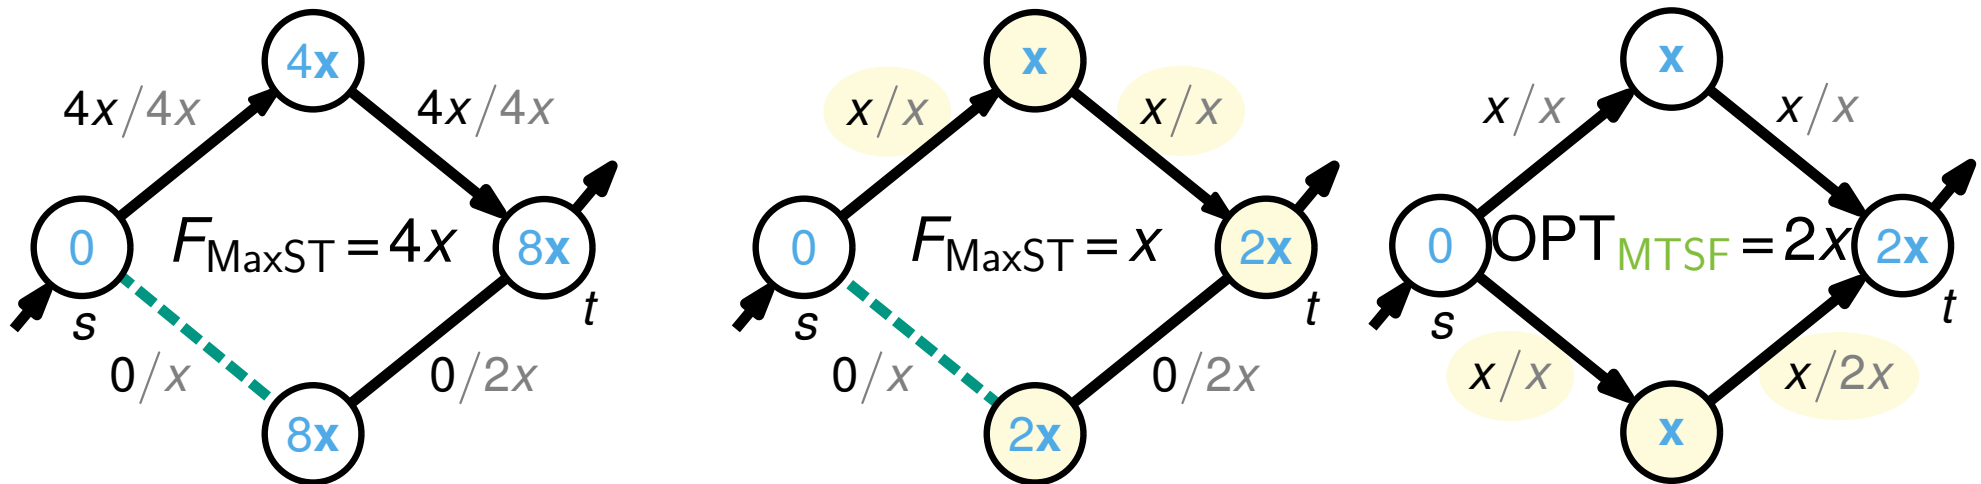 4x
4x/4x
4x/4x
0
F_MaxST = 4x
8x
s
t
0/x
0/2x
8x
x
x/x
x/x
0
F_MaxST = x
2x
s
t
0/x
0/2x
2x
x
x/x
x/x
0
OPT_MTSF = 2x
2x
s
t
x/x
x/2x
x